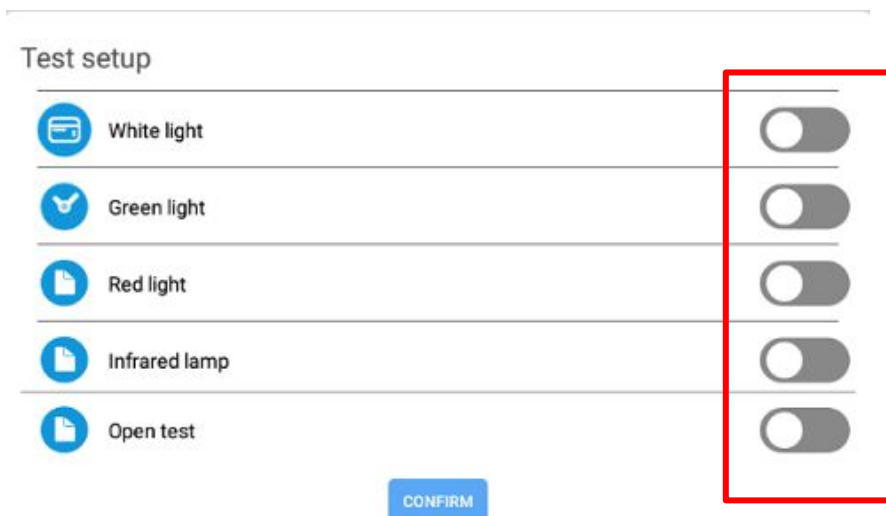 Test setup
White light
Green light
Red light
Infrared lamp
Open test
CONFIRM